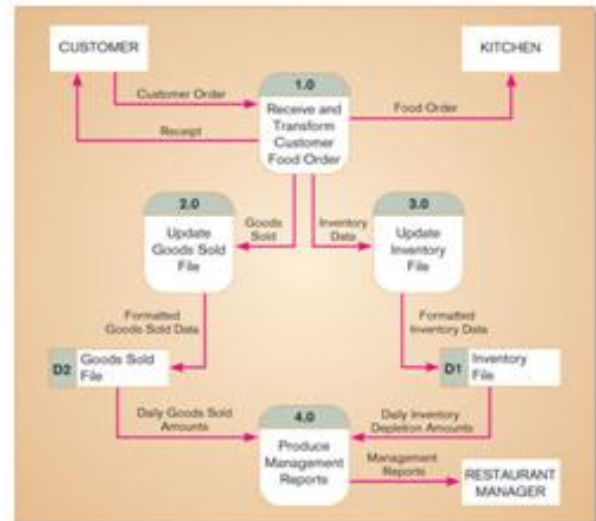 CUSTOMER
KITCHEN
1.0
Receive and
Transform
Customer
Food Order
Customer Order
Food Order
Receipt
2.0
Update
Goods Sold
File
Goods
Sold
Inventory
Data
3.0
Update
Inventory
File
Formatted
Goods Sold Data
Formatted
Inventory Data
D2
Goods Sold
File
D1
Inventory
File
Daily Goods Sold
Amounts
4.0
Produce
Management
Reports
Daily Inventory
Depletion Amounts
Management
Reports
RESTAURANT
MANAGER